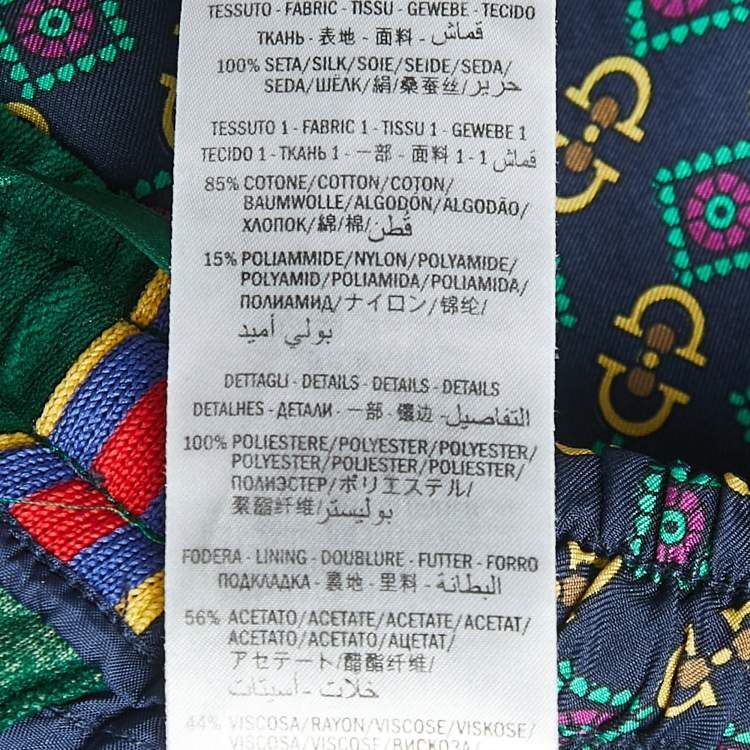 TESSUTO - FABRIC - TISSU - GEWEBE - TECIDO
ТКАНЬ - 表地 - 面料 - قماش
100% SETA/SILK/SOIE/SEIDE/SEDA/
SEDA/ШЁЛК/絹/桑蚕丝/حرير
TESSUTO 1 - FABRIC 1 - TISSU 1 - GEWEBE 1
TECIDO 1 - ТКАНЬ 1 - 一部 - 面料 1 - 1 قماش
85% COTONE/COTTON/COTON/
BAUMWOLLE/ALGODÓN/ALGODÃO/
ХЛОПОК/綿/棉/قطن
15% POLIAMMIDE/NYLON/POLYAMIDE/
POLYAMID/POLIAMIDA/POLIAMIDA/
ПОЛИАМИД/ナイロン/锦纶/
بولي أميد
DETTAGLI - DETAILS - DETAILS - DETAILS
DETALHES - ДЕТАЛИ - 一部 - 镶边 - التفاصيل
100% POLIESTERE/POLYESTER/POLYESTER/
POLYESTER/POLIESTER/POLIÉSTER/
ПОЛИЭСТЕР/ポリエステル/
聚酯纤维/بوليستر
FODERA - LINING - DOUBLURE - FUTTER - FORRO
ПОДКЛАДКА - 裏地 - 里料 - البطانة
56% ACETATO/ACETATE/ACETATE/ACETAT/
ACETATO/ACETATO/АЦЕТАТ/
アセテート/醋酯纤维/
خلات - أسيتات
44% VISCOSA/RAYON/VISCOSE/VISKOSE/
VISCOSA/VISCOSE/ВИСКОЗА/